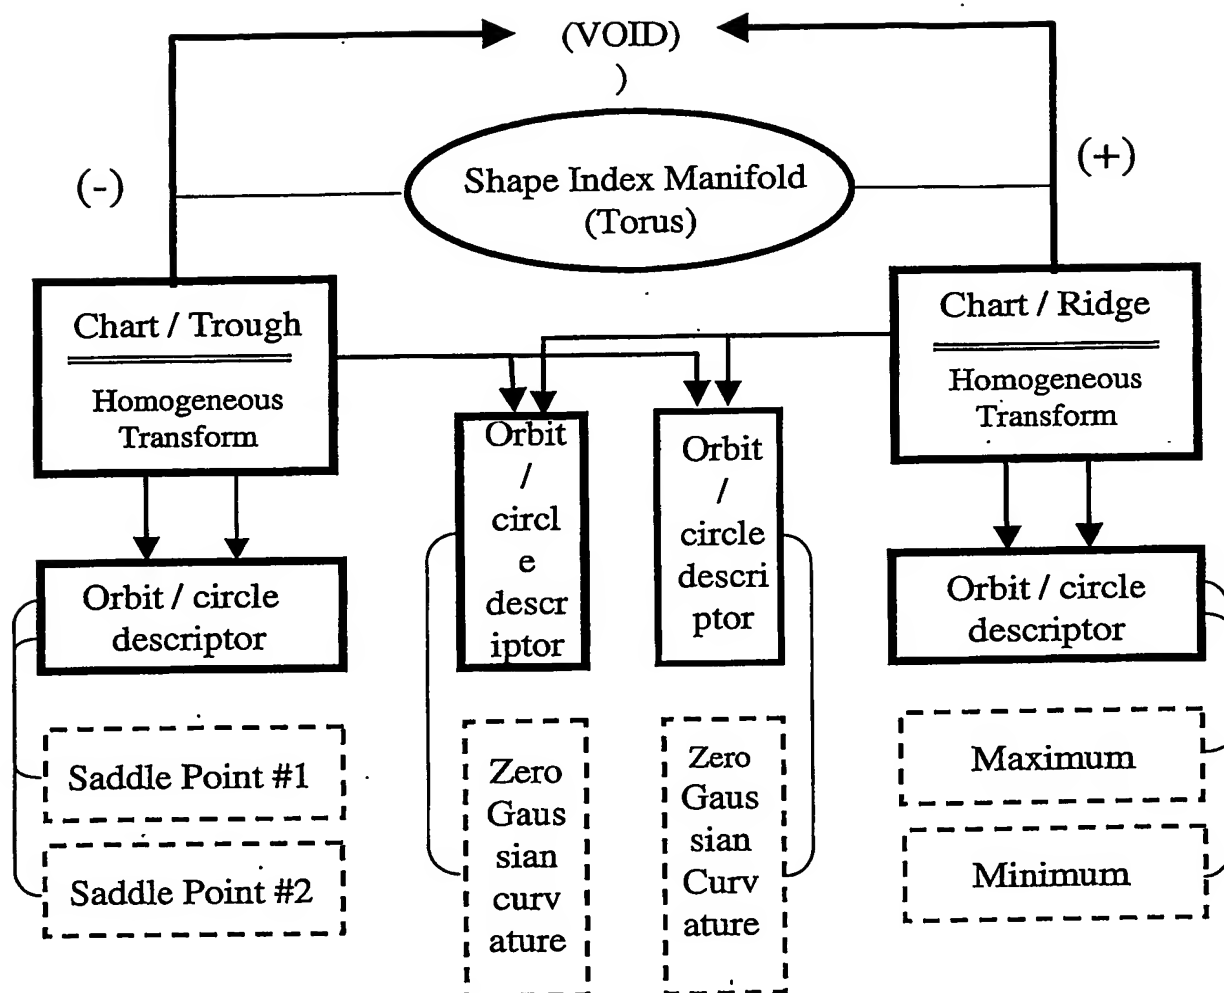 (VOID)
)
(-)
(+)
Shape Index Manifold
(Torus)
Chart / Trough
Homogeneous
Transform
Chart / Ridge
Homogeneous
Transform
Orbit / circle
descriptor
Orbit
/
circl
e
descr
iptor
Orbit
/
circle
descri
ptor
Orbit / circle
descriptor
Saddle Point #1
Saddle Point #2
Zero
Gaus
sian
curv
ature
Zero
Gaus
sian
Curv
ature
Maximum
Minimum